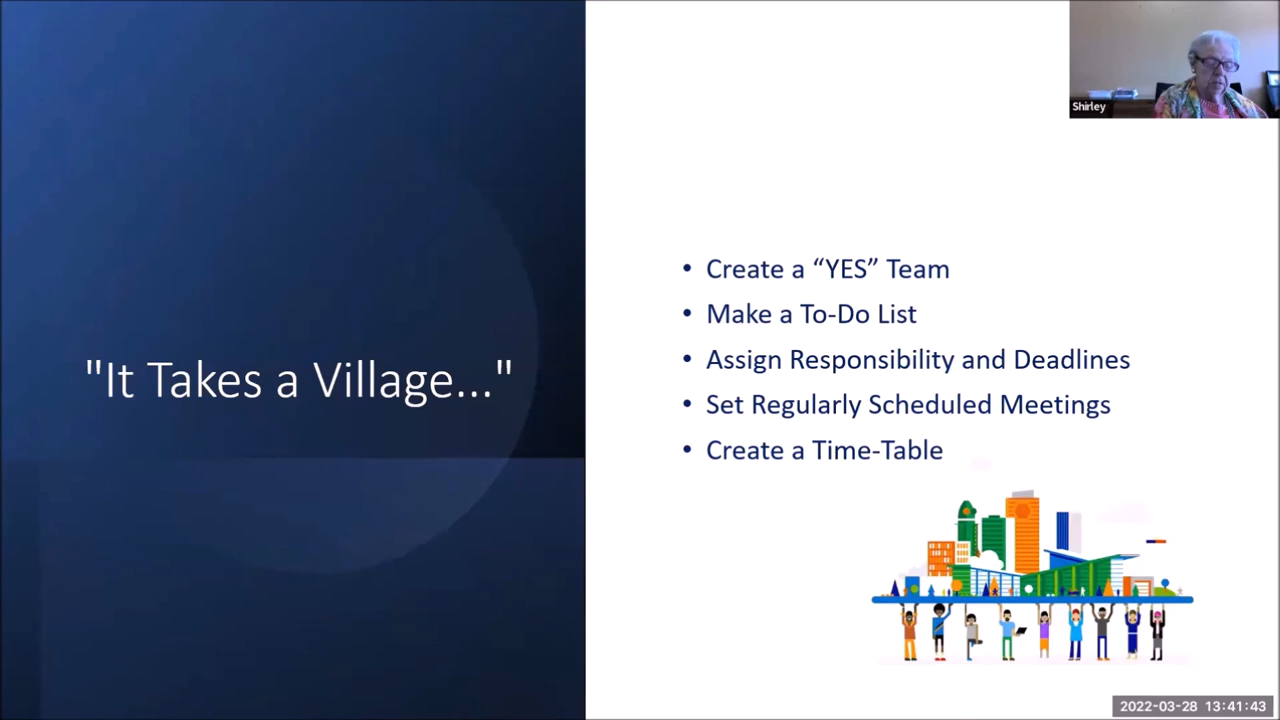 Shirley
"It Takes a Village..."
• Create a “YES” Team
• Make a To-Do List
• Assign Responsibility and Deadlines
• Set Regularly Scheduled Meetings
• Create a Time-Table
2022-03-28 13:41:43